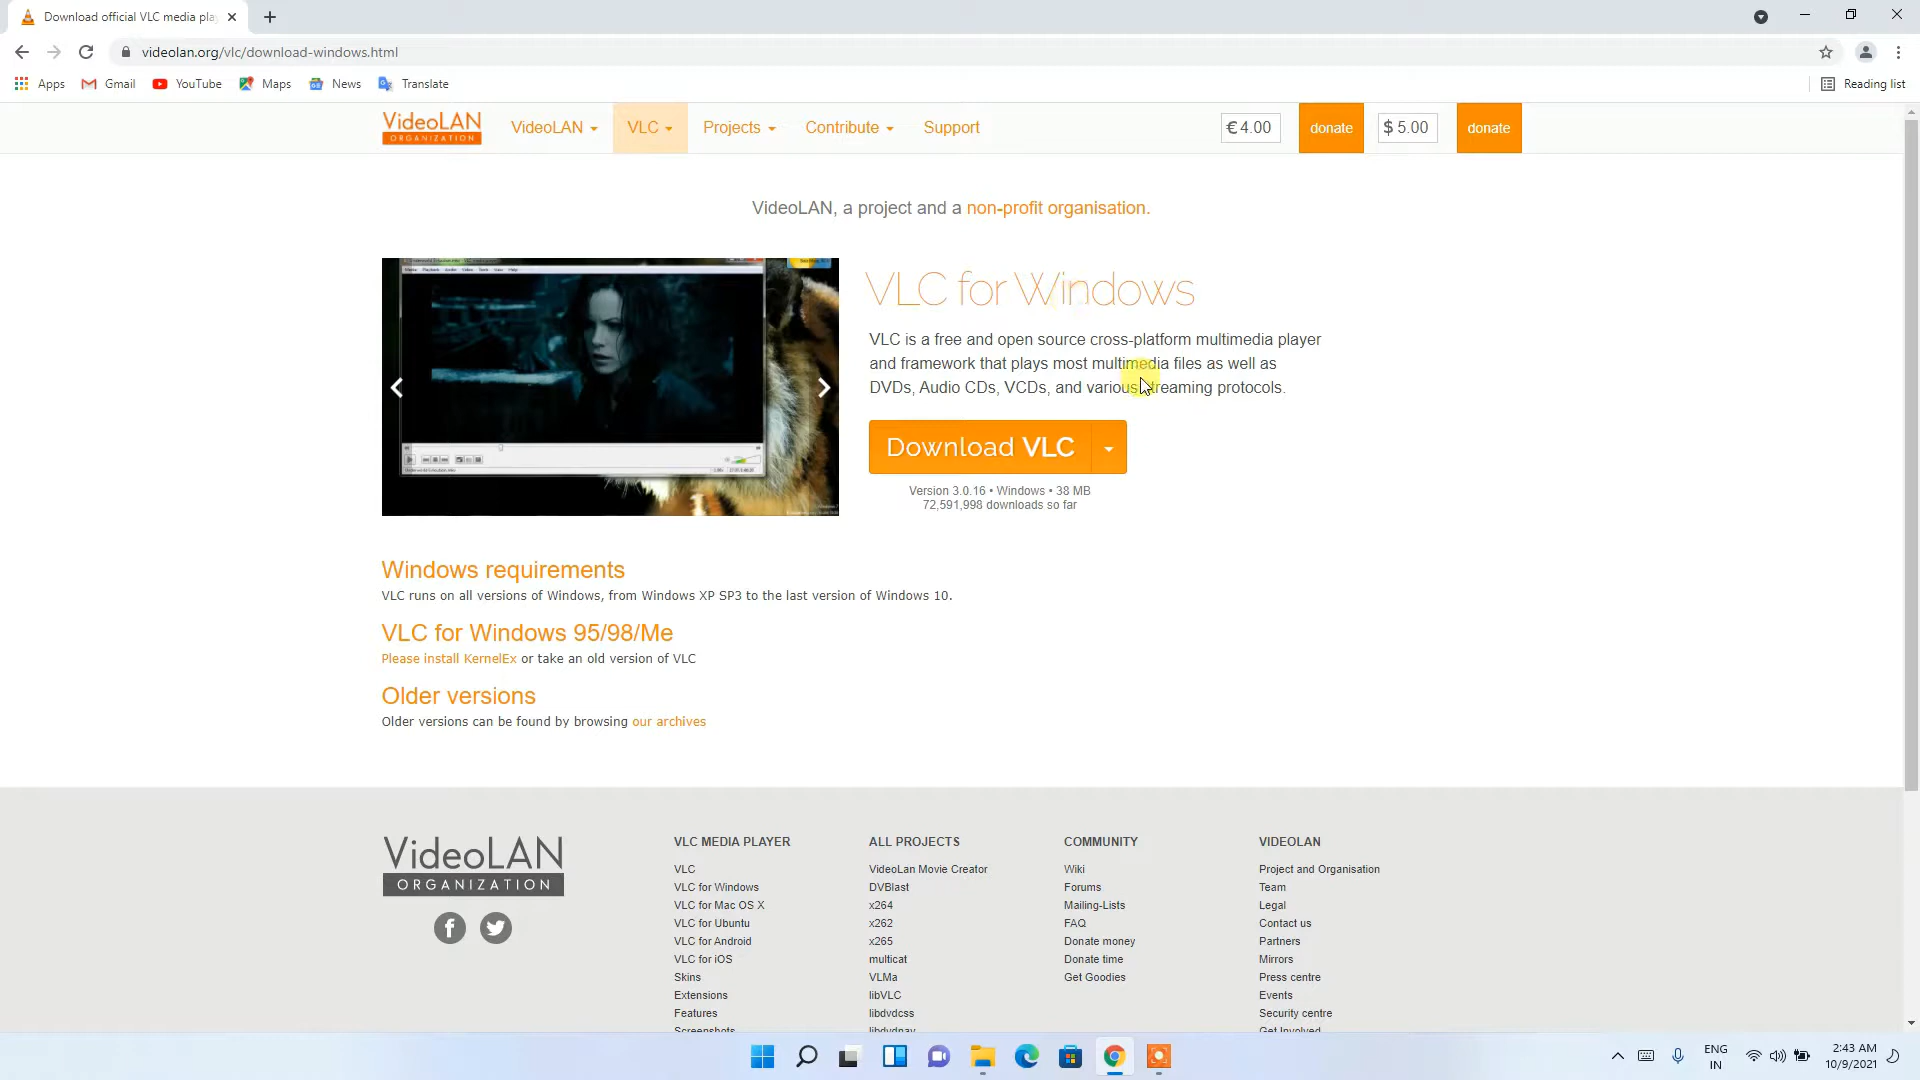 Download official VLC media pla
videolan.org/vlc/download-windows.html
Apps Gmail YouTube Maps News Translate Reading list
VideoLAN ORGANIZATION
VideoLAN VLC Projects Contribute Support €4.00 donate $ 5.00 donate
VideoLAN, a project and a non-profit organisation.
VLC for Windows
VLC is a free and open source cross-platform multimedia player
and framework that plays most multimedia files as well as
DVDs, Audio CDs, VCDs, and various streaming protocols.
Download VLC
Version 3.0.16 • Windows • 38 MB
72,591,998 downloads so far
Windows requirements
VLC runs on all versions of Windows, from Windows XP SP3 to the last version of Windows 10.
VLC for Windows 95/98/Me
Please install KernelEx or take an old version of VLC
Older versions
Older versions can be found by browsing our archives
VideoLAN
ORGANIZATION
VLC MEDIA PLAYER
VLC
VLC for Windows
VLC for Mac OS X
VLC for Ubuntu
VLC for Android
VLC for iOS
Skins
Extensions
Features
Screenshots
ALL PROJECTS
VideoLan Movie Creator
DVBlast
x264
x262
x265
multicat
VLMa
libVLC
libdvdcss
libdvdnav
COMMUNITY
Wiki
Forums
Mailing-Lists
FAQ
Donate money
Donate time
Get Goodies
VIDEOLAN
Project and Organisation
Team
Legal
Contact us
Partners
Mirrors
Press centre
Events
Security centre
Get Involved
ENG
IN
2:43 AM
10/9/2021